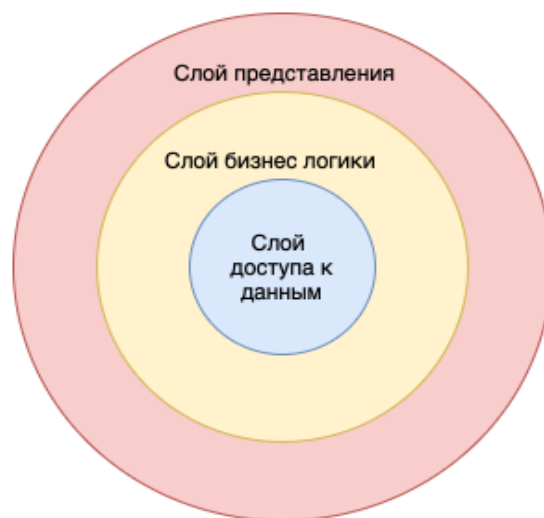 Слой представления
Слой бизнес логики
Слой
доступа к
данным